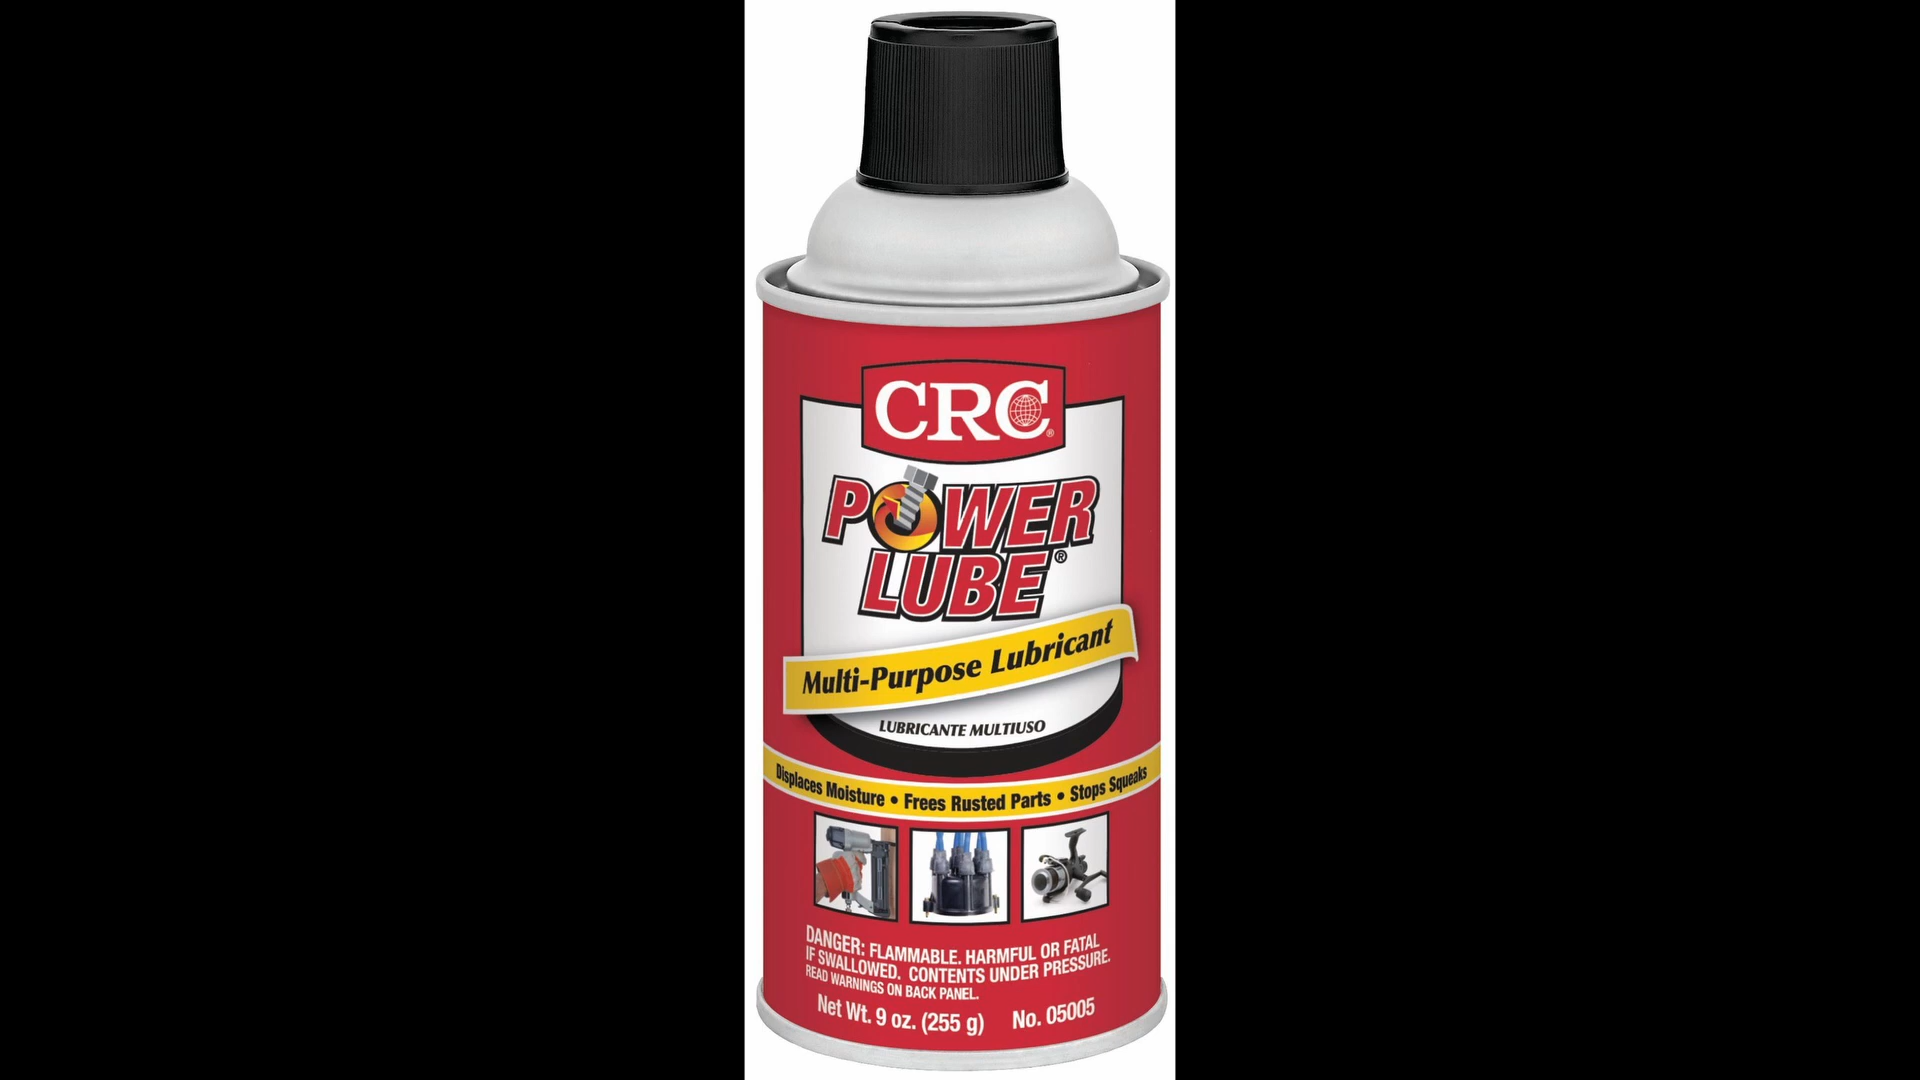 CRC®
POWER
LUBE®
Multi-Purpose Lubricant
LUBRICANTE MULTIUSO
Displaces Moisture • Frees Rusted Parts • Stops Squeaks
DANGER: FLAMMABLE. HARMFUL OR FATAL
IF SWALLOWED. CONTENTS UNDER PRESSURE.
READ WARNINGS ON BACK PANEL.
Net Wt. 9 oz. (255 g) No. 05005